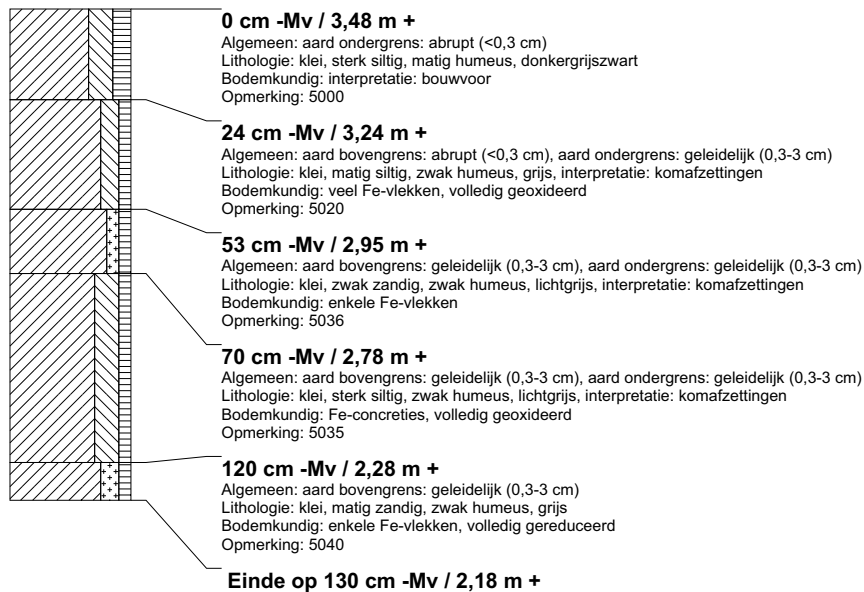 0 cm -Mv / 3,48 m +
Algemeen: aard ondergrens: abrupt (<0,3 cm)
Lithologie: klei, sterk siltig, matig humeus, donkergrijszwart
Bodemkundig: interpretatie: bouwvoor
Opmerking: 5000
24 cm -Mv / 3,24 m +
Algemeen: aard bovengrens: abrupt (<0,3 cm), aard ondergrens: geleidelijk (0,3-3 cm)
Lithologie: klei, matig siltig, zwak humeus, grijs, interpretatie: komafzettingen
Bodemkundig: veel Fe-vlekken, volledig geoxideerd
Opmerking: 5020
53 cm -Mv / 2,95 m +
Algemeen: aard bovengrens: geleidelijk (0,3-3 cm), aard ondergrens: geleidelijk (0,3-3 cm)
Lithologie: klei, zwak zandig, zwak humeus, lichtgrijs, interpretatie: komafzettingen
Bodemkundig: enkele Fe-vlekken
Opmerking: 5036
70 cm -Mv / 2,78 m +
Algemeen: aard bovengrens: geleidelijk (0,3-3 cm), aard ondergrens: geleidelijk (0,3-3 cm)
Lithologie: klei, sterk siltig, zwak humeus, lichtgrijs, interpretatie: komafzettingen
Bodemkundig: Fe-concreties, volledig geoxideerd
Opmerking: 5035
120 cm -Mv / 2,28 m +
Algemeen: aard bovengrens: geleidelijk (0,3-3 cm)
Lithologie: klei, matig zandig, zwak humeus, grijs
Bodemkundig: enkele Fe-vlekken, volledig gereduceerd
Opmerking: 5040
Einde op 130 cm -Mv / 2,18 m +